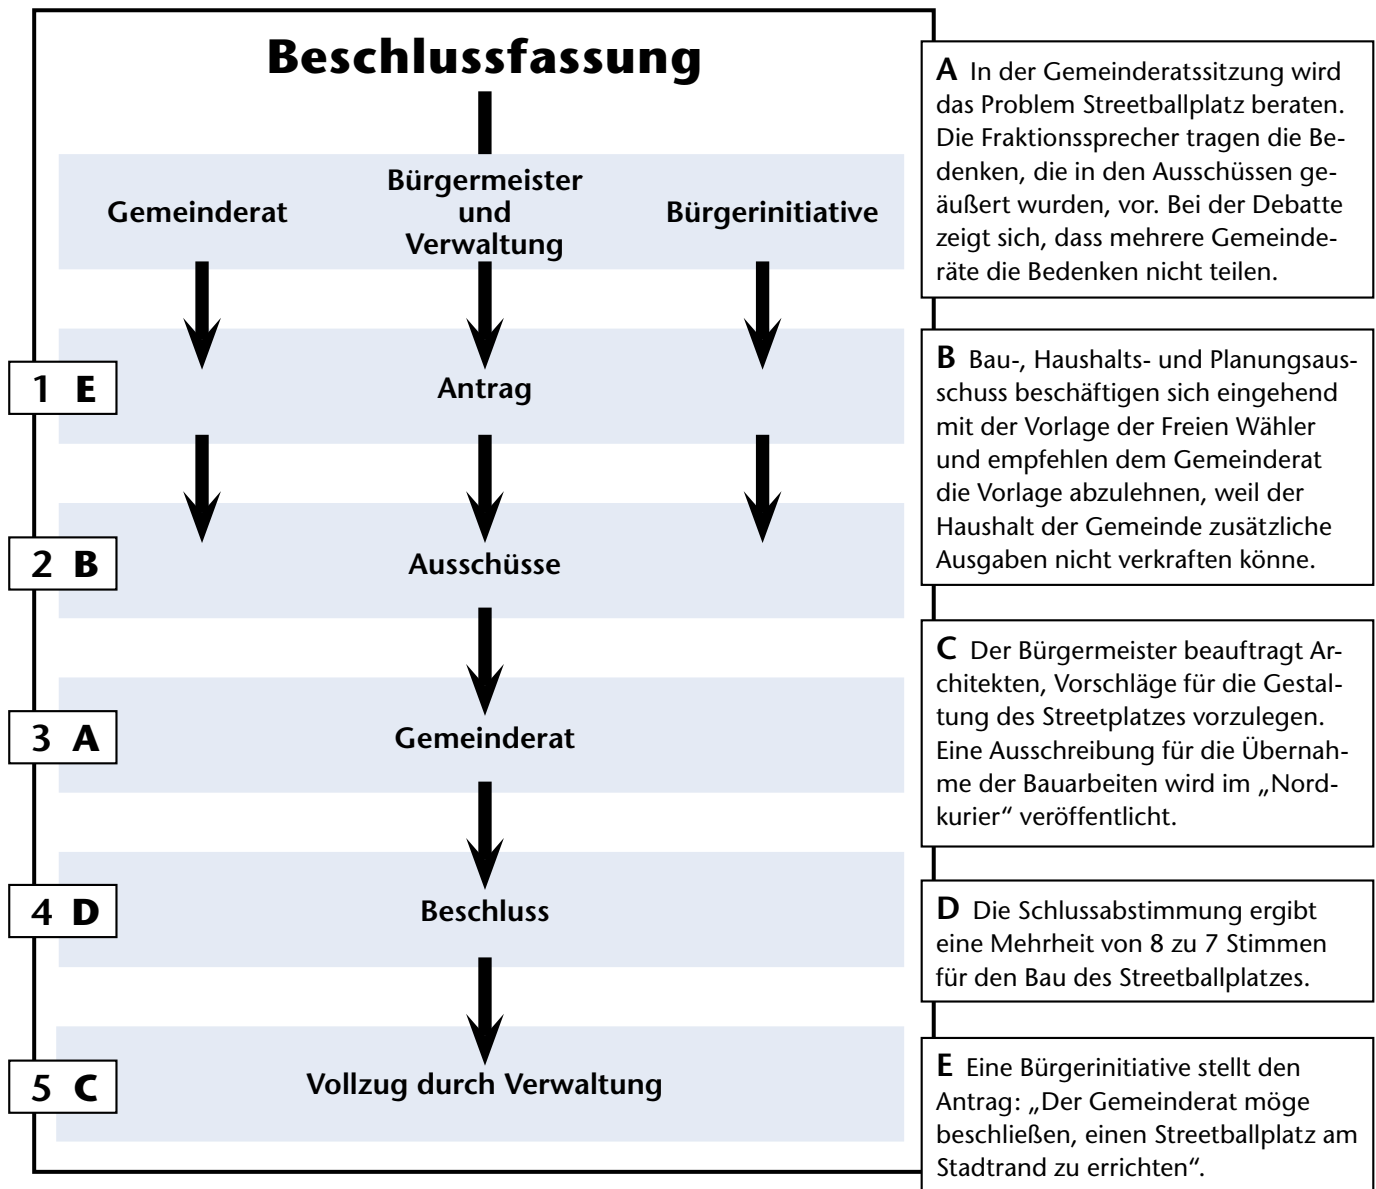 Beschlussfassung
Gemeinderat
Bürgermeister
und
Verwaltung
Bürgerinitiative
1 E
Antrag
2 B
Ausschüsse
3 A
Gemeinderat
4 D
Beschluss
5 C
Vollzug durch Verwaltung
A In der Gemeinderatssitzung wird
das Problem Streetballplatz beraten.
Die Fraktionssprecher tragen die Be-
denken, die in den Ausschüssen ge-
äußert wurden, vor. Bei der Debatte
zeigt sich, dass mehrere Gemeinde-
räte die Bedenken nicht teilen.
B Bau-, Haushalts- und Planungsaus-
schuss beschäftigen sich eingehend
mit der Vorlage der Freien Wähler
und empfehlen dem Gemeinderat
die Vorlage abzulehnen, weil der
Haushalt der Gemeinde zusätzliche
Ausgaben nicht verkraften könne.
C Der Bürgermeister beauftragt Ar-
chitekten, Vorschläge für die Gestal-
tung des Streetplatzes vorzulegen.
Eine Ausschreibung für die Übernah-
me der Bauarbeiten wird im „Nord-
kurier“ veröffentlicht.
D Die Schlussabstimmung ergibt
eine Mehrheit von 8 zu 7 Stimmen
für den Bau des Streetballplatzes.
E Eine Bürgerinitiative stellt den
Antrag: „Der Gemeinderat möge
beschließen, einen Streetballplatz am
Stadtrand zu errichten“.